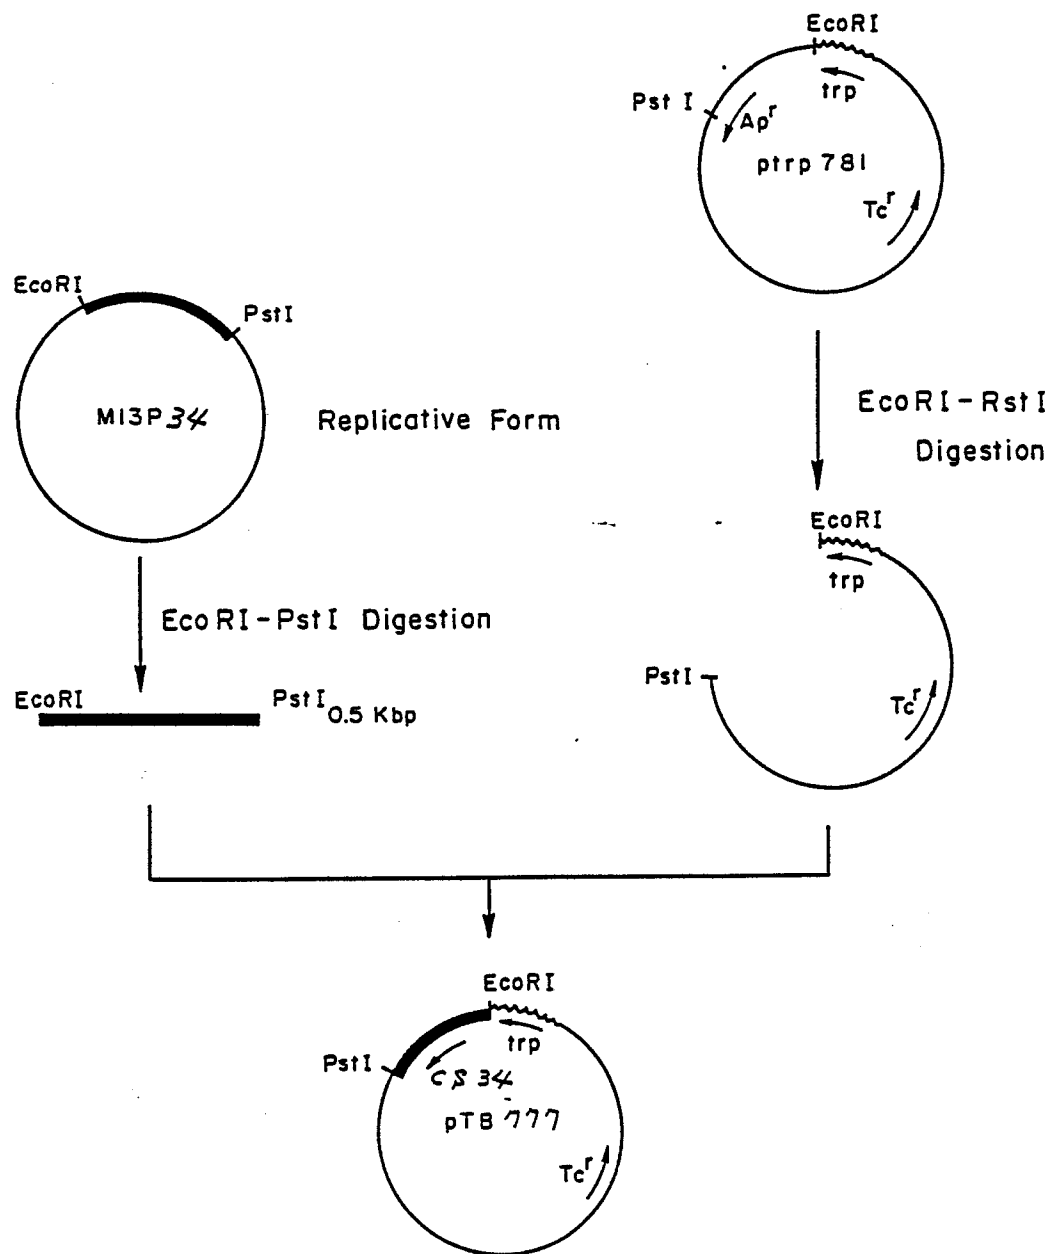 EcoRI
trp
Pst I
Ap^r
ptrp 781
Tc^r
EcoRI
PstI
M13P34
Replicative Form
EcoRI-RstI
Digestion
EcoRI
trp
EcoRI-PstI Digestion
PstI
Tc^r
EcoRI
PstI
0.5 Kbp
EcoRI
trp
PstI
CS34
pTB777
Tc^r